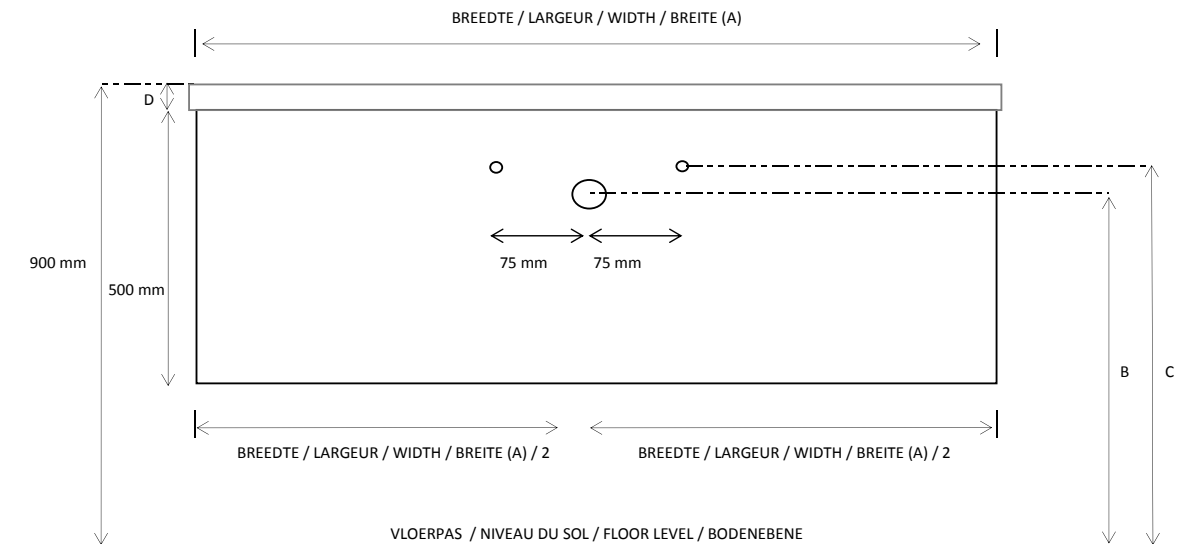 BREEDTE / LARGEUR / WIDTH / BREITE (A)
D
900 mm
500 mm
75 mm
75 mm
B
C
BREEDTE / LARGEUR / WIDTH / BREITE (A) / 2
BREEDTE / LARGEUR / WIDTH / BREITE (A) / 2
VLOERPAS / NIVEAU DU SOL / FLOOR LEVEL / BODENEBENE